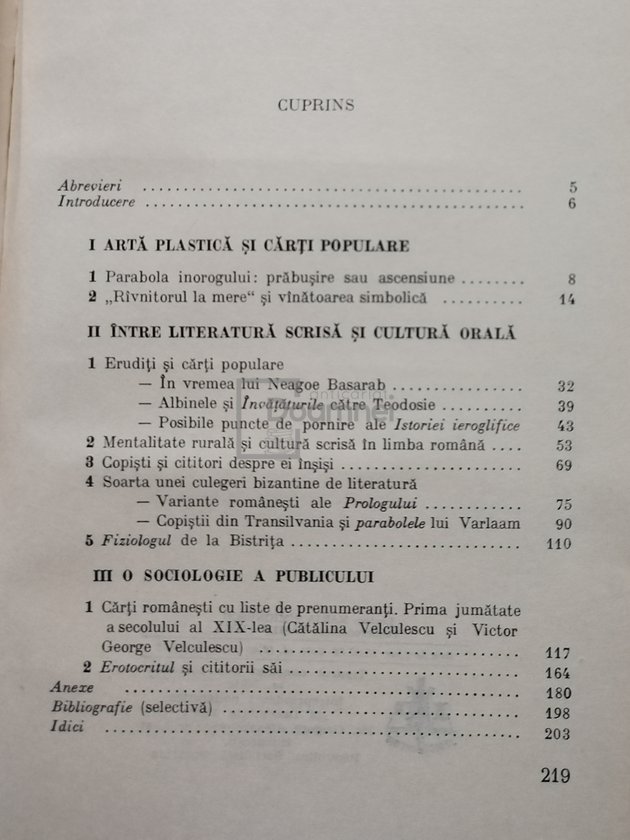 CUPRINS
Abrevieri ........ 5
Introducere ........ 6
I ARTĂ PLASTICĂ ȘI CĂRȚI POPULARE
1 Parabola inorogului: prăbușire sau ascensiune ........ 8
2 „Rîvnitorul la mere“ și vînătoarea simbolică ........ 14
II ÎNTRE LITERATURĂ SCRISĂ ȘI CULTURĂ ORALĂ
1 Erudiți și cărți populare
— În vremea lui Neagoe Basarab ........ 32
— Albinele și Învățăturile către Teodosie ........ 39
— Posibile puncte de pornire ale Istoriei ieroglifice 43
2 Mentalitate rurală și cultură scrisă în limba română .... 53
3 Copiști și cititori despre ei înșiși ........ 69
4 Soarta unei culegeri bizantine de literatură
— Variante românești ale Prologului ........ 75
— Copiștii din Transilvania și parabolele lui Varlaam 90
5 Fiziologul de la Bistrița ........ 110
III O SOCIOLOGIE A PUBLICULUI
1 Cărți românești cu liste de prenumeranți. Prima jumătate
a secolului al XIX-lea (Cătălina Velculescu și Victor
George Velculescu) ........ 117
2 Erotocritul și cititorii săi ........ 164
Anexe ........ 180
Bibliografie (selectivă) ........ 198
Idici ........ 203
219
anticariat
Doamnei